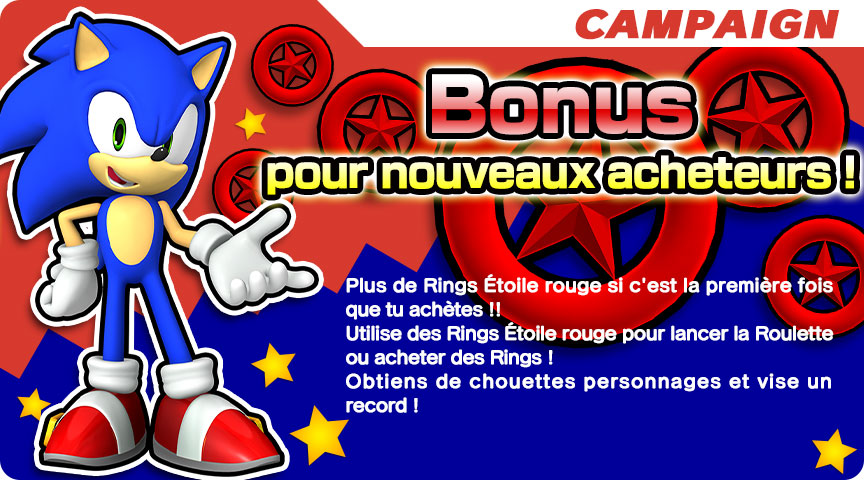 CAMPAIGN
Bonus
pour nouveaux acheteurs !
Plus de Rings Étoile rouge si c'est la première fois
que tu achètes !!
Utilise des Rings Étoile rouge pour lancer la Roulette
ou acheter des Rings !
Obtiens de chouettes personnages et vise un
record !